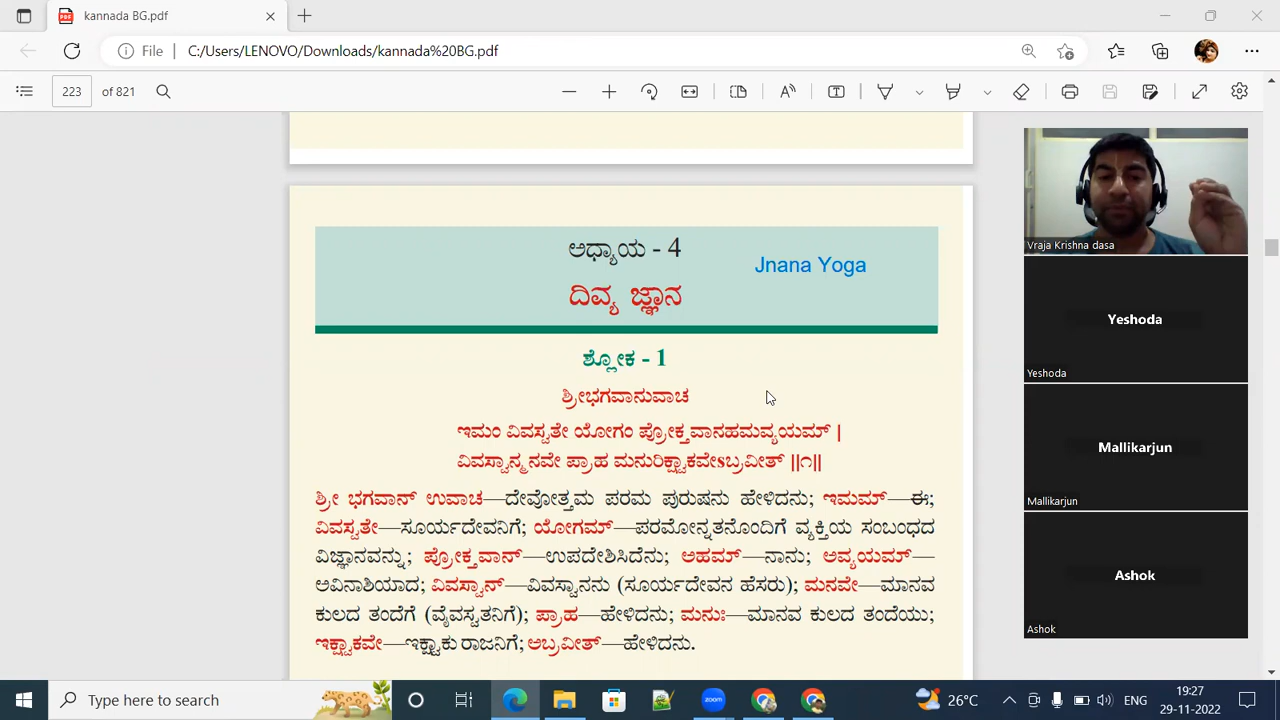 kannada BG.pdf
File
C:/Users/LENOVO/Downloads/kannada%20BG.pdf
223 of 821
ಅಧ್ಯಾಯ - 4
Jnana Yoga
ದಿವ್ಯ ಜ್ಞಾನ
ಶ್ಲೋಕ - 1
ಶ್ರೀಭಗವಾನುವಾಚ
ಇಮಂ ವಿವಸ್ವತೇ ಯೋಗಂ ಪ್ರೋಕ್ತವಾನಹಮವ್ಯಯಮ್ |
ವಿವಸ್ವಾನ್ಮನವೇ ಪ್ರಾಹ ಮನುರಿಕ್ಷ್ವಾಕವೇಽಬ್ರವೀತ್ ||೧||
ಶ್ರೀ ಭಗವಾನ್ ಉವಾಚ—ದೇವೋತ್ತಮ ಪರಮ ಪುರುಷನು ಹೇಳಿದನು; ಇಮಮ್—ಈ;
ವಿವಸ್ವತೇ—ಸೂರ್ಯದೇವನಿಗೆ; ಯೋಗಮ್—ಪರಮೋನ್ನತನೊಂದಿಗೆ ವ್ಯಕ್ತಿಯ ಸಂಬಂಧದ
ವಿಜ್ಞಾನವನ್ನು; ಪ್ರೋಕ್ತವಾನ್—ಉಪದೇಶಿಸಿದೆನು; ಅಹಮ್—ನಾನು; ಅವ್ಯಯಮ್—
ಅವಿನಾಶಿಯಾದ; ವಿವಸ್ವಾನ್—ವಿವಸ್ವಾನನು (ಸೂರ್ಯದೇವನ ಹೆಸರು); ಮನವೇ—ಮಾನವ
ಕುಲದ ತಂದೆಗೆ (ವೈವಸ್ವತನಿಗೆ); ಪ್ರಾಹ—ಹೇಳಿದನು; ಮನುಃ—ಮಾನವ ಕುಲದ ತಂದೆಯು;
ಇಕ್ಷ್ವಾಕವೇ—ಇಕ್ಷ್ವಾಕು ರಾಜನಿಗೆ; ಅಬ್ರವೀತ್—ಹೇಳಿದನು.
Vraja Krishna dasa
Yeshoda
Yeshoda
Mallikarjun
Mallikarjun
Ashok
Ashok
Type here to search
zoom
26°C
ENG
19:27
29-11-2022